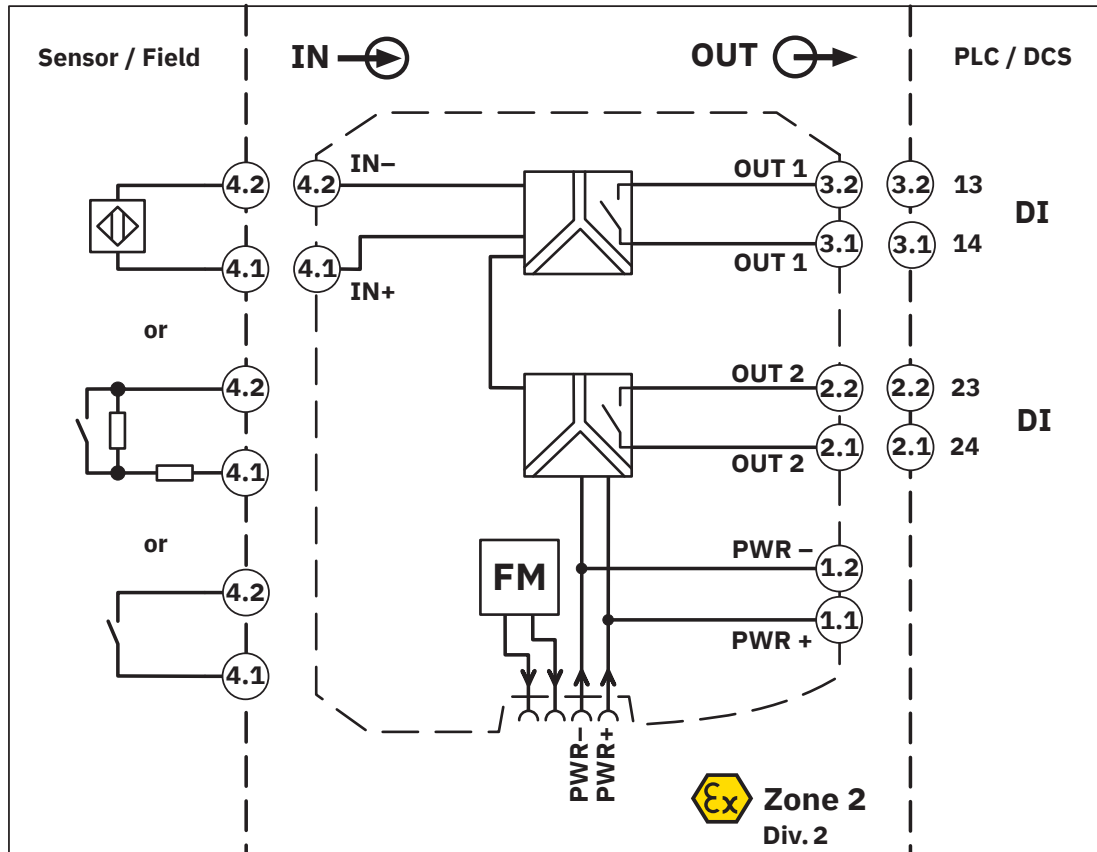 Sensor / Field
IN
OUT
PLC / DCS
4.2
4.2
IN−
OUT 1
3.2
3.2
13
DI
4.1
4.1
IN+
OUT 1
3.1
3.1
14
or
4.2
OUT 2
2.2
2.2
23
DI
4.1
OUT 2
2.1
2.1
24
or
FM
PWR −
1.2
4.2
1.1
PWR +
4.1
PWR−
PWR+
Ex
Zone 2
Div. 2